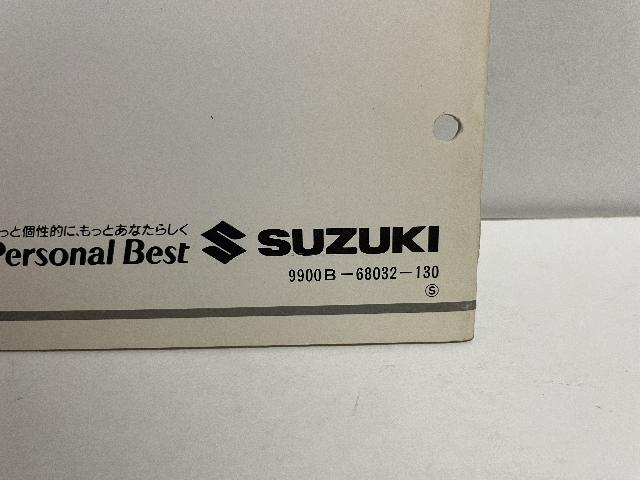 っと個性的に、もっとあなたらしく
Personal Best SUZUKI
9900B-68032-130
Ⓢ